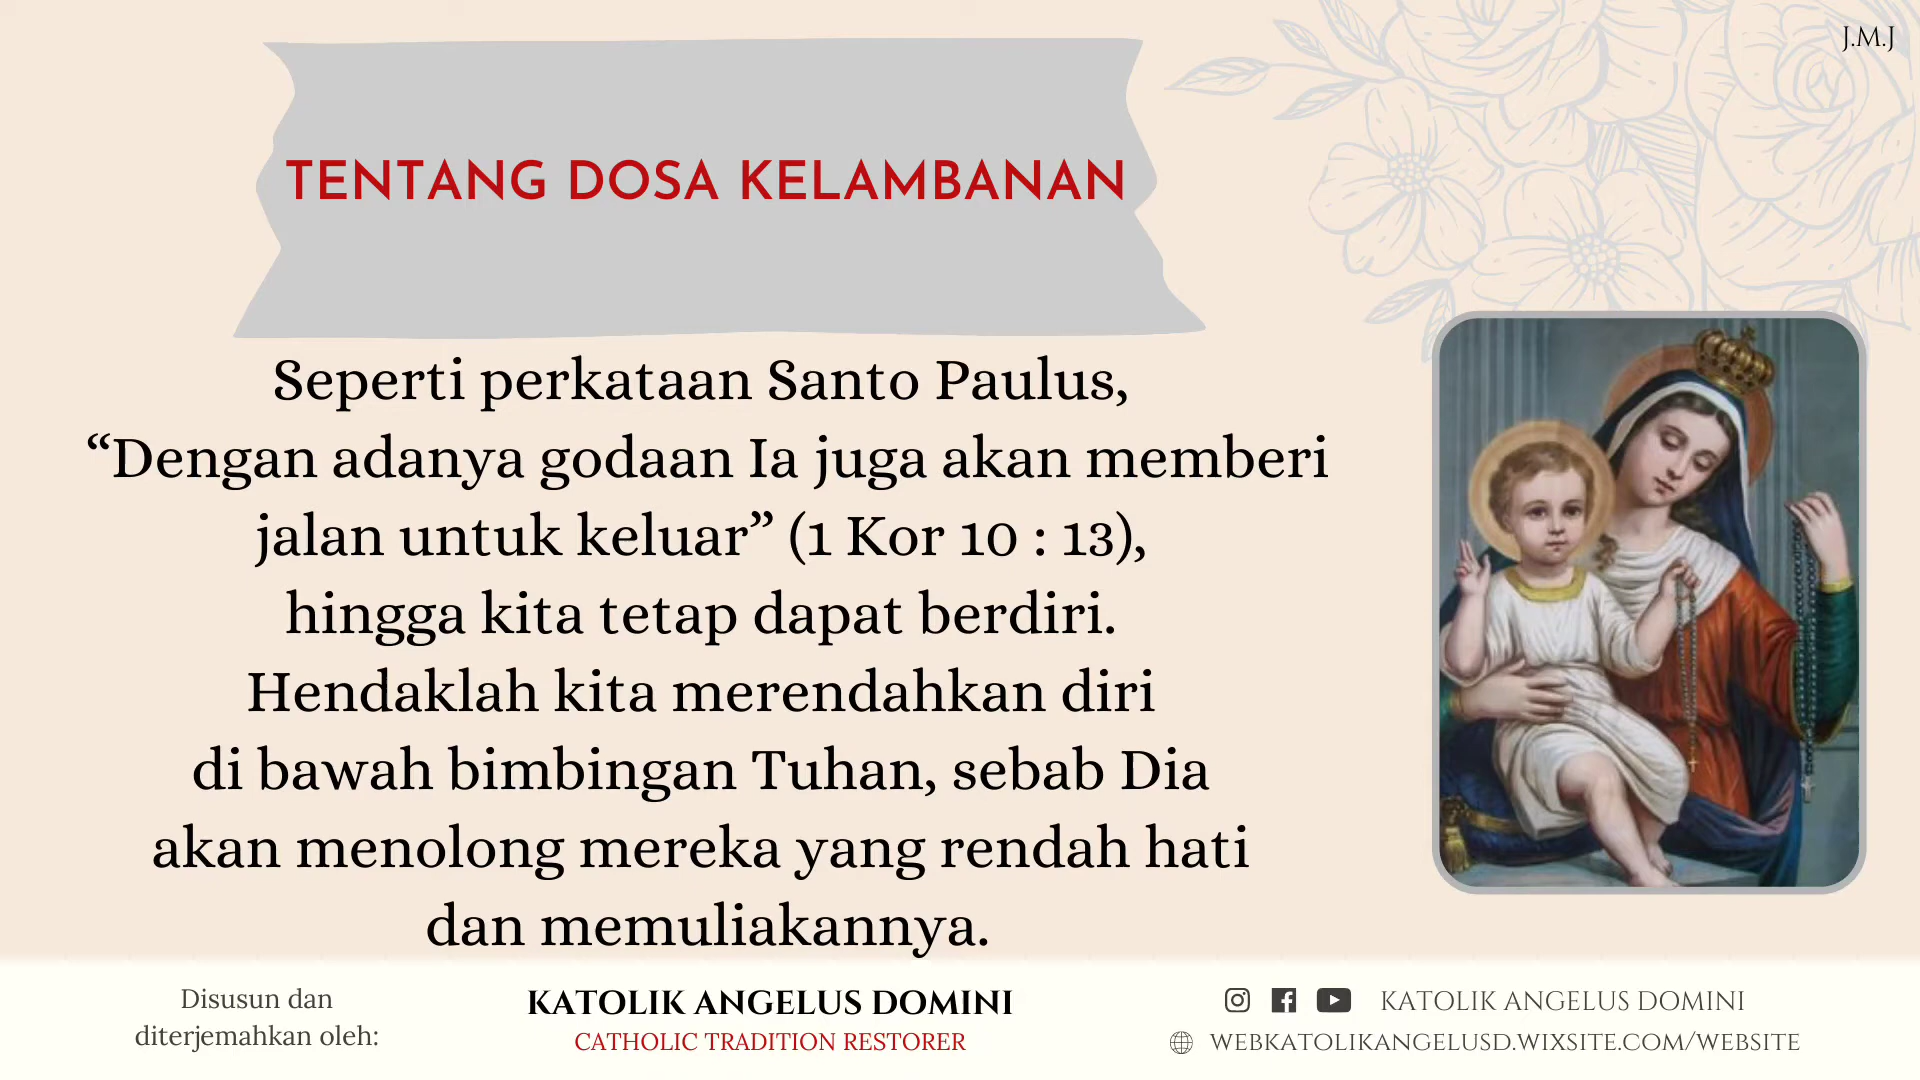 J.M.J
TENTANG DOSA KELAMBANAN
Seperti perkataan Santo Paulus,
“Dengan adanya godaan Ia juga akan memberi
jalan untuk keluar” (1 Kor 10 : 13),
hingga kita tetap dapat berdiri.
Hendaklah kita merendahkan diri
di bawah bimbingan Tuhan, sebab Dia
akan menolong mereka yang rendah hati
dan memuliakannya.
Disusun dan
diterjemahkan oleh:
KATOLIK ANGELUS DOMINI
CATHOLIC TRADITION RESTORER
KATOLIK ANGELUS DOMINI
WEBKATOLIKANGELUSD.WIXSITE.COM/WEBSITE